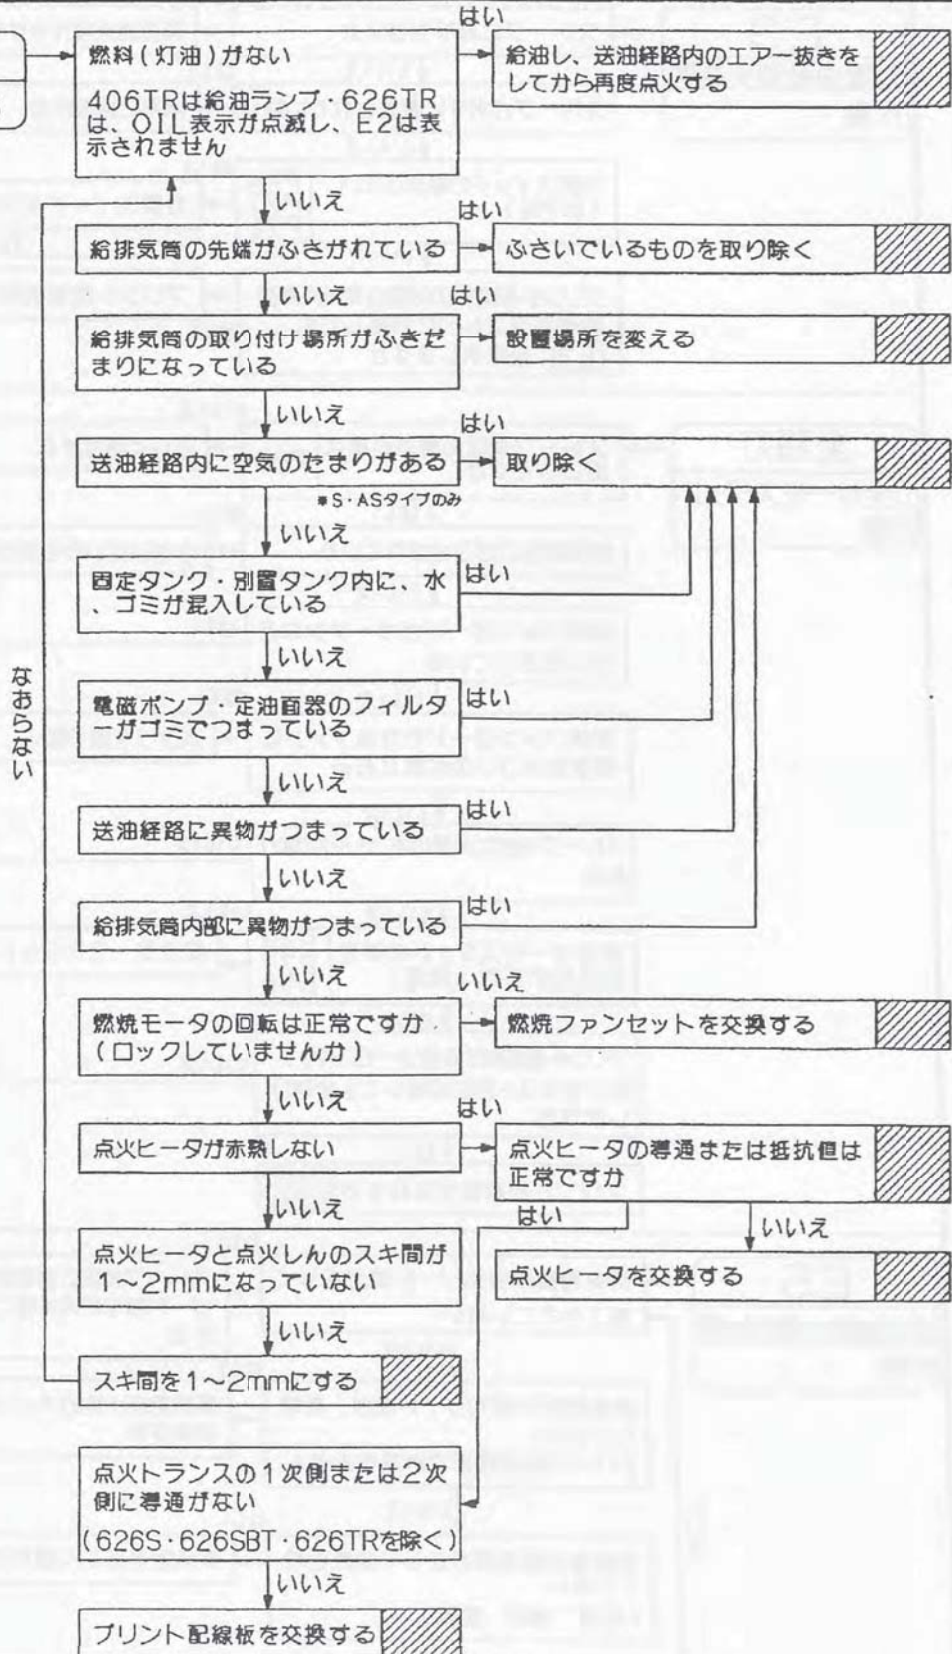 はい
燃料(灯油)がない
406TRは給油ランプ・626TR
は、OIL表示が点滅し、E2は表
示されません
給油し、送油経路内のエアー抜きを
してから再度点火する
いいえ
はい
給排気筒の先端がふさがれている
ふさいでいるものを取り除く
いいえ
はい
給排気筒の取り付け場所がふきだ
まりになっている
設置場所を変える
いいえ
はい
送油経路内に空気のたまりがある
取り除く
*S・ASタイプのみ
いいえ
固定タンク・別置タンク内に、水
、ゴミが混入している
はい
いいえ
電磁ポンプ・定油面器のフィルタ
ーがゴミでつまっている
はい
なおらない
いいえ
送油経路に異物がつまっている
はい
いいえ
給排気筒内部に異物がつまっている
はい
いいえ
いいえ
燃焼モータの回転は正常ですか
(ロックしていませんか)
燃焼ファンセットを交換する
いいえ
はい
点火ヒータが赤熱しない
点火ヒータの導通または抵抗値は
正常ですか
いいえ
はい
いいえ
点火ヒータと点火しんのスキ間が
1〜2mmになっていない
点火ヒータを交換する
いいえ
スキ間を1〜2mmにする
点火トランスの1次側または2次
側に導通がない
(626S・626SBT・626TRを除く)
いいえ
プリント配線板を交換する